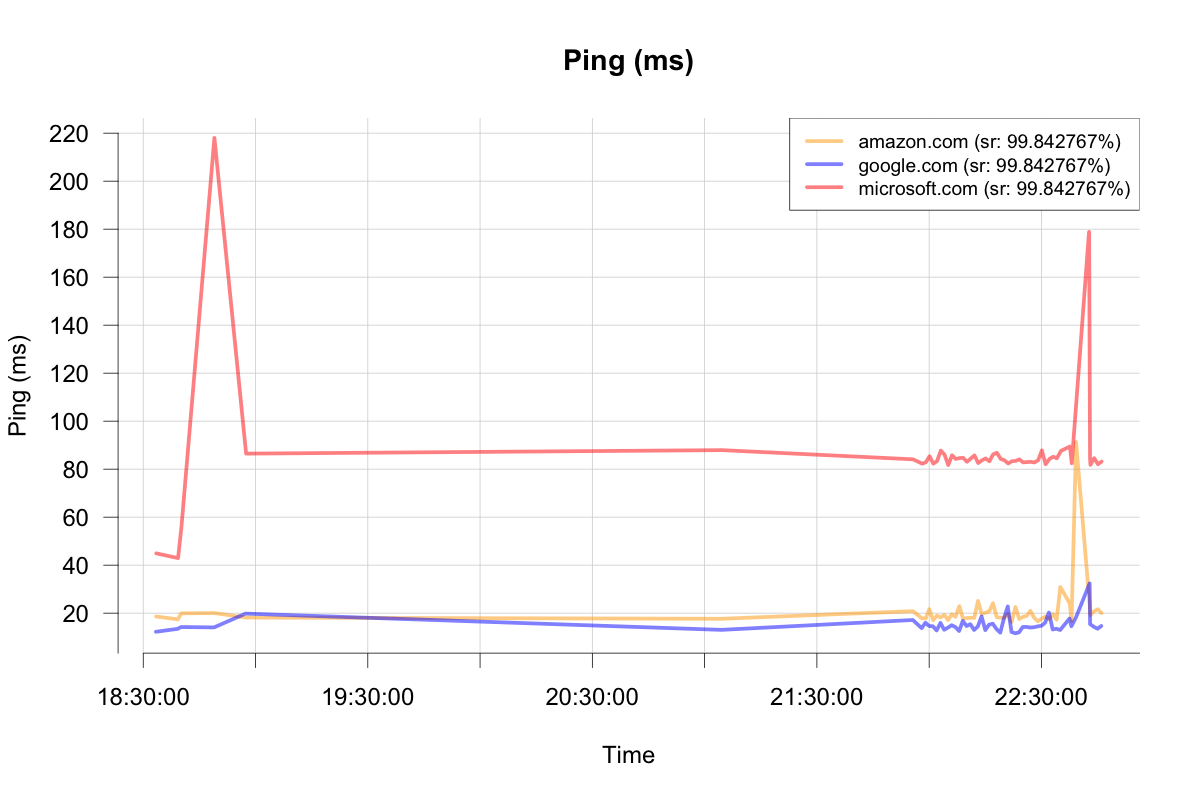 Ping (ms)
amazon.com (sr: 99.842767%)
google.com (sr: 99.842767%)
microsoft.com (sr: 99.842767%)
Ping (ms)
220
200
180
160
140
120
100
80
60
40
20
18:30:00 19:30:00 20:30:00 21:30:00 22:30:00
Time